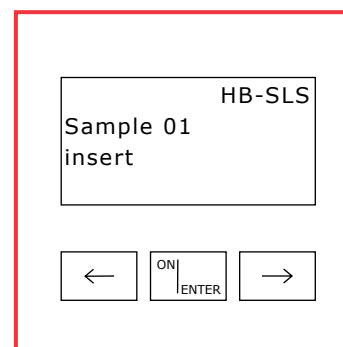 HB-SLS
Sample 01
insert
← ON ENTER →